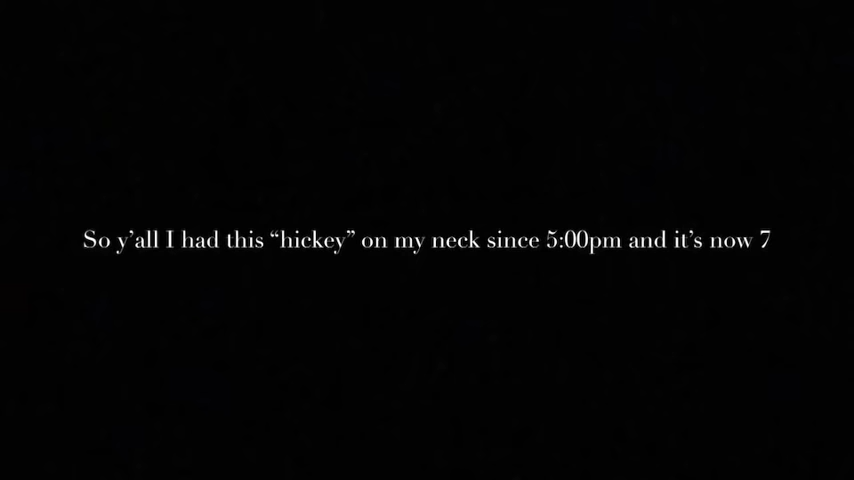 So y’all I had this “hickey” on my neck since 5:00pm and it’s now 7